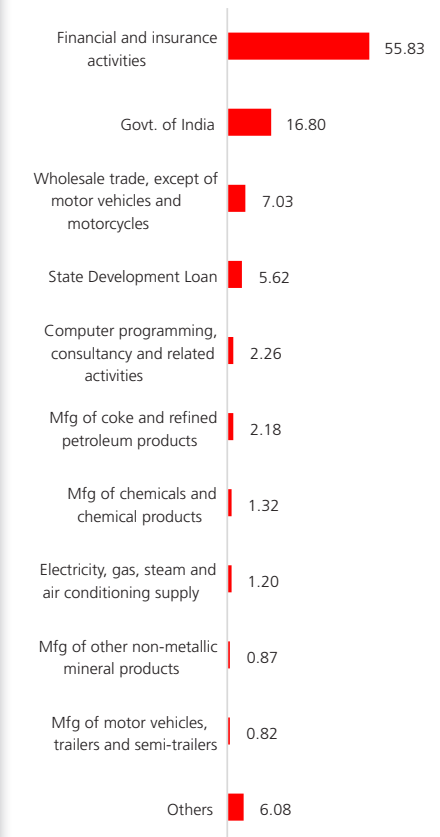 Financial and insurance
activities
55.83
Govt. of India
16.80
Wholesale trade, except of
motor vehicles and
motorcycles
7.03
State Development Loan
5.62
Computer programming,
consultancy and related
activities
2.26
Mfg of coke and refined
petroleum products
2.18
Mfg of chemicals and
chemical products
1.32
Electricity, gas, steam and
air conditioning supply
1.20
Mfg of other non-metallic
mineral products
0.87
Mfg of motor vehicles,
trailers and semi-trailers
0.82
Others
6.08